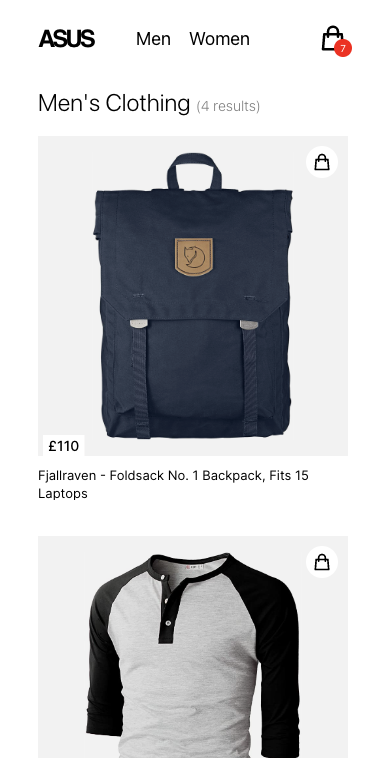 ASUS
Men Women
7
Men's Clothing (4 results)
£110
Fjallraven - Foldsack No. 1 Backpack, Fits 15
Laptops